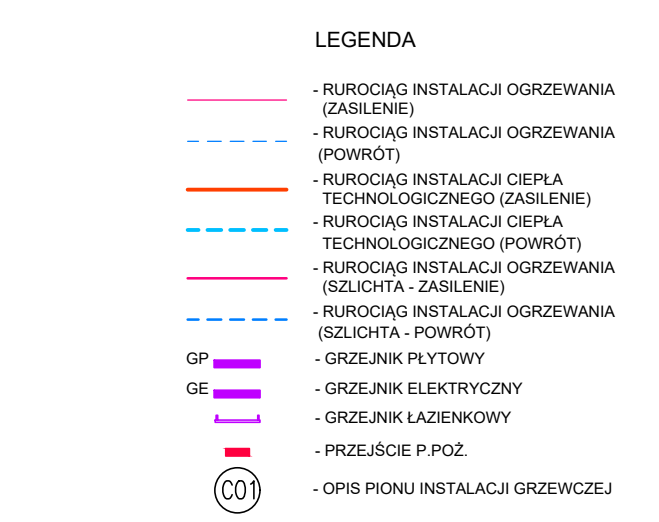 LEGENDA
- RUROCIĄG INSTALACJI OGRZEWANIA
(ZASILENIE)
- RUROCIĄG INSTALACJI OGRZEWANIA
(POWRÓT)
- RUROCIĄG INSTALACJI CIEPŁA
TECHNOLOGICZNEGO (ZASILENIE)
- RUROCIĄG INSTALACJI CIEPŁA
TECHNOLOGICZNEGO (POWRÓT)
- RUROCIĄG INSTALACJI OGRZEWANIA
(SZLICHTA - ZASILENIE)
- RUROCIĄG INSTALACJI OGRZEWANIA
(SZLICHTA - POWRÓT)
GP - GRZEJNIK PŁYTOWY
GE - GRZEJNIK ELEKTRYCZNY
- GRZEJNIK ŁAZIENKOWY
- PRZEJŚCIE P.POŻ.
CO1 - OPIS PIONU INSTALACJI GRZEWCZEJ